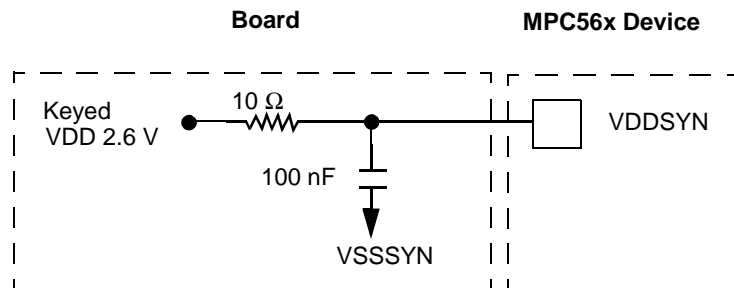 Board
MPC56x Device
Keyed
VDD 2.6 V
10 Ω
VDDSYN
100 nF
VSSSYN